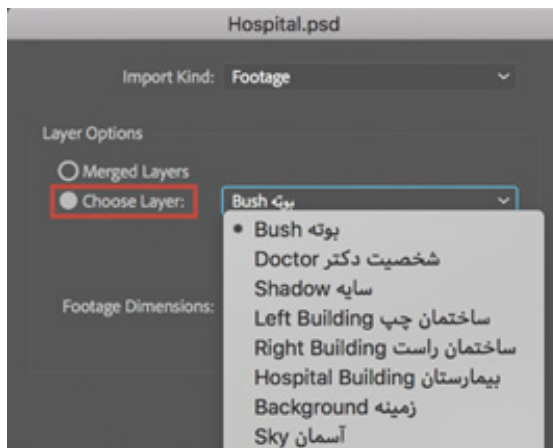 Hospital.psd
Import Kind: Footage
Layer Options
Merged Layers
Choose Layer: Bush بوته
Bush بوته
Doctor شخصیت دکتر
Shadow سایه
Left Building ساختمان چپ
Footage Dimensions:
Right Building ساختمان راست
Hospital Building بیمارستان
Background زمینه
Sky آسمان